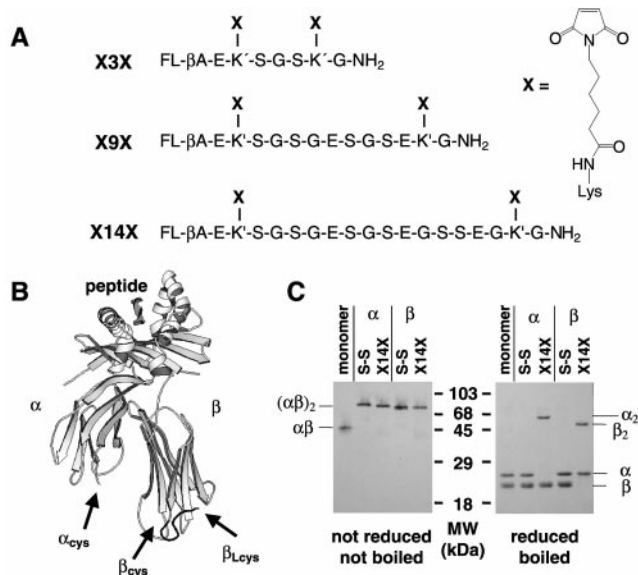 A
X X
X3X FL-βA-E-K´-S-G-S-K´-G-NH2
X =
O N O
O
HN
Lys
X X
X9X FL-βA-E-K'-S-G-S-G-E-S-G-S-E-K'-G-NH2
X X
X14X FL-βA-E-K'-S-G-S-G-E-S-G-S-E-G-S-S-E-G-K'-G-NH2
B
peptide
α β
αcys
βcys
βLcys
C
monomer α β
S-S X14X S-S X14X
(αβ)2
αβ
103
68
45
29
18
MW
(kDa)
not reduced
not boiled
monomer α β
S-S X14X S-S X14X
α2
β2
α
β
reduced
boiled